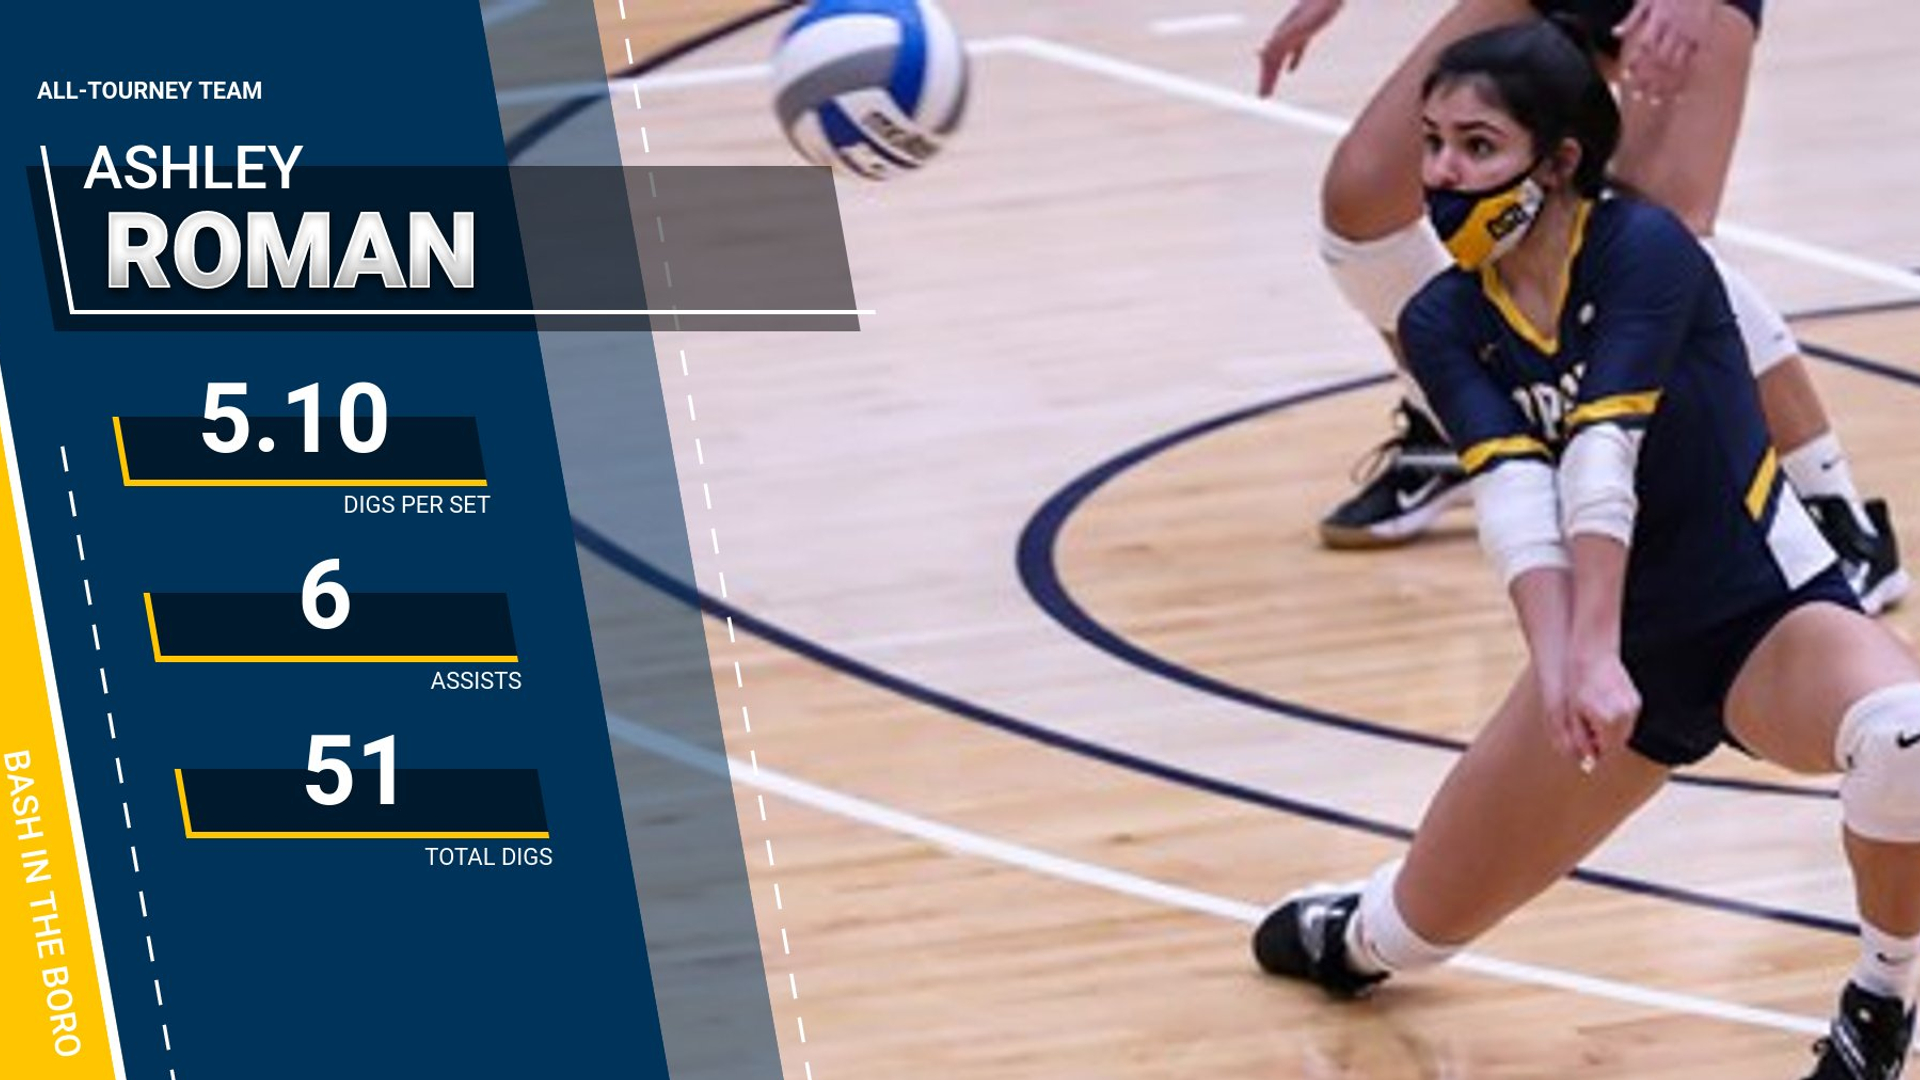 ALL-TOURNEY TEAM
ASHLEY
ROMAN
5.10
DIGS PER SET
6
ASSISTS
51
TOTAL DIGS
BASH IN THE BORO